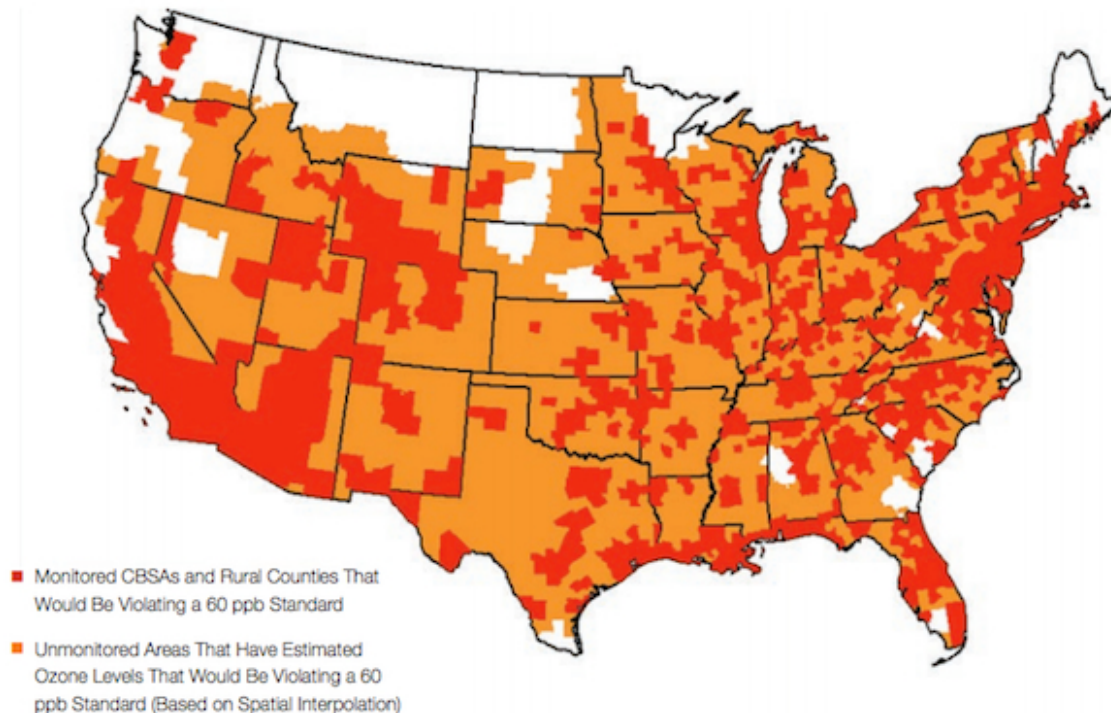 Monitored CBSAs and Rural Counties That
Would Be Violating a 60 ppb Standard
Unmonitored Areas That Have Estimated
Ozone Levels That Would Be Violating a 60
ppb Standard (Based on Spatial Interpolation)